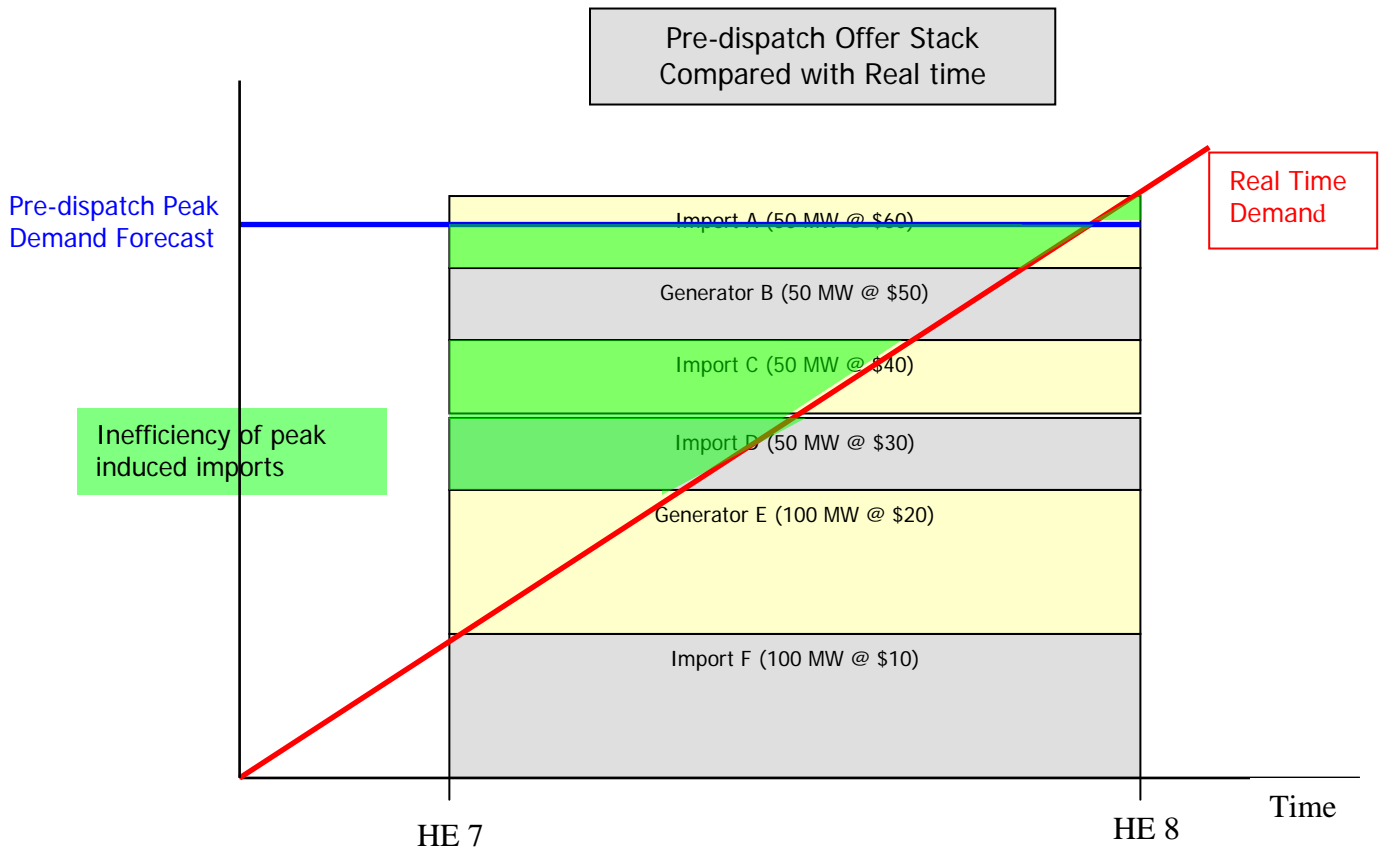 Pre-dispatch Offer Stack
Compared with Real time
Pre-dispatch Peak
Demand Forecast
Real Time
Demand
Import A (50 MW @ $60)
Generator B (50 MW @ $50)
Import C (50 MW @ $40)
Inefficiency of peak
induced imports
Import D (50 MW @ $30)
Generator E (100 MW @ $20)
Import F (100 MW @ $10)
Time
HE 7
HE 8